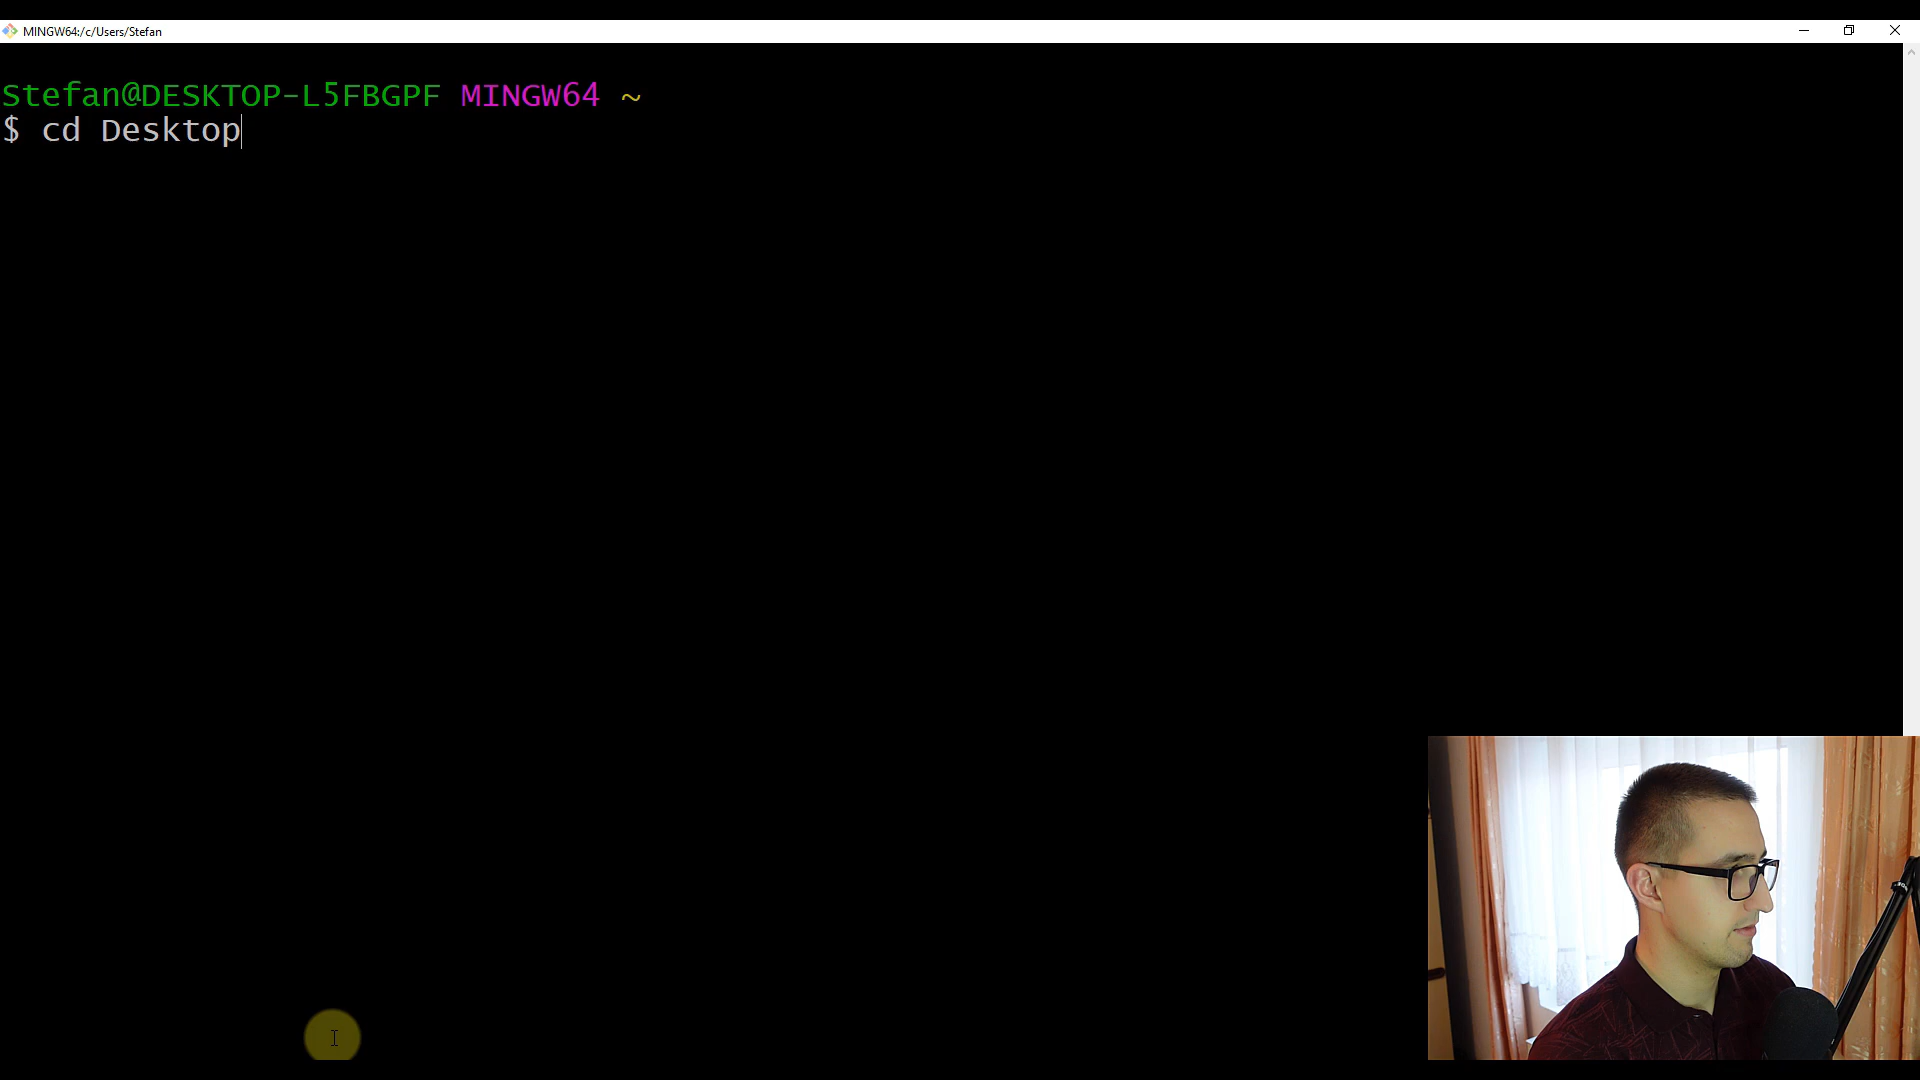 MINGW64:/c/Users/Stefan
Stefan@DESKTOP-L5FBGPF MINGW64 ~
$ cd Desktop